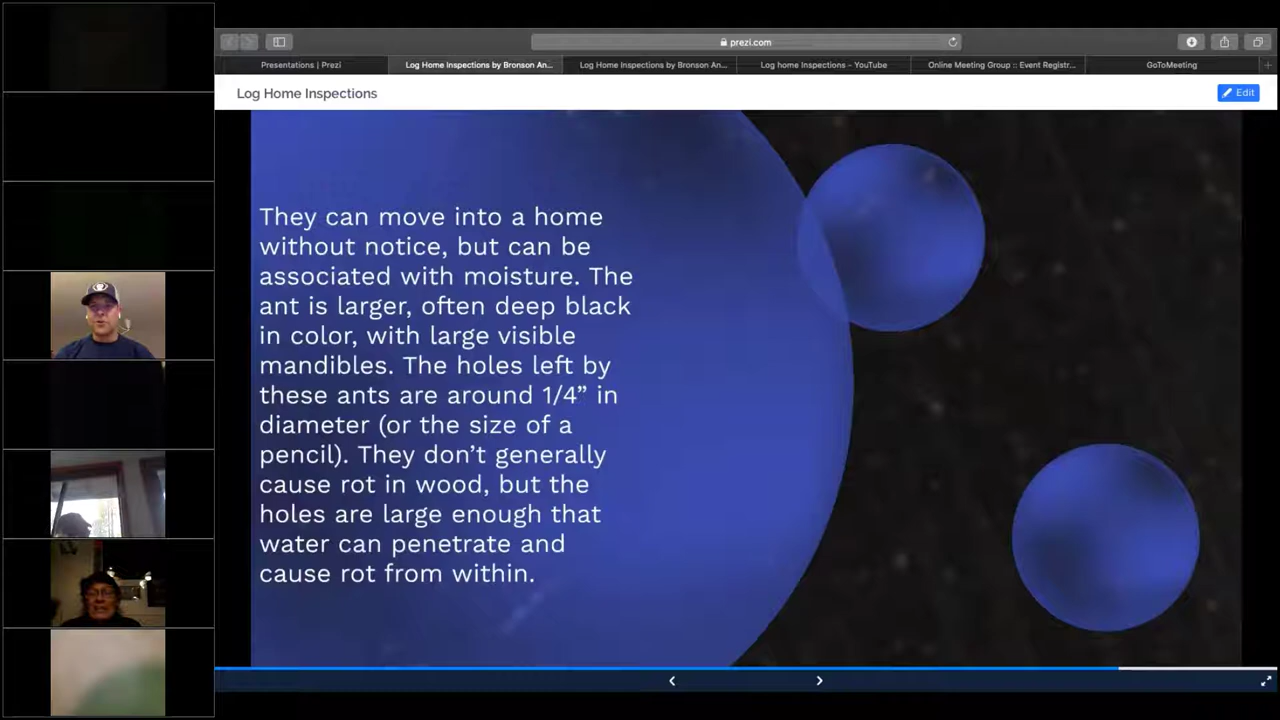 prezi.com
Presentations | Prezi
Log Home Inspections by Bronson An...
Log Home Inspections by Bronson An...
Log home Inspections - YouTube
Online Meeting Group :: Event Registr...
GoToMeeting
Log Home Inspections
Edit
They can move into a home
without notice, but can be
associated with moisture. The
ant is larger, often deep black
in color, with large visible
mandibles. The holes left by
these ants are around 1/4” in
diameter (or the size of a
pencil). They don’t generally
cause rot in wood, but the
holes are large enough that
water can penetrate and
cause rot from within.